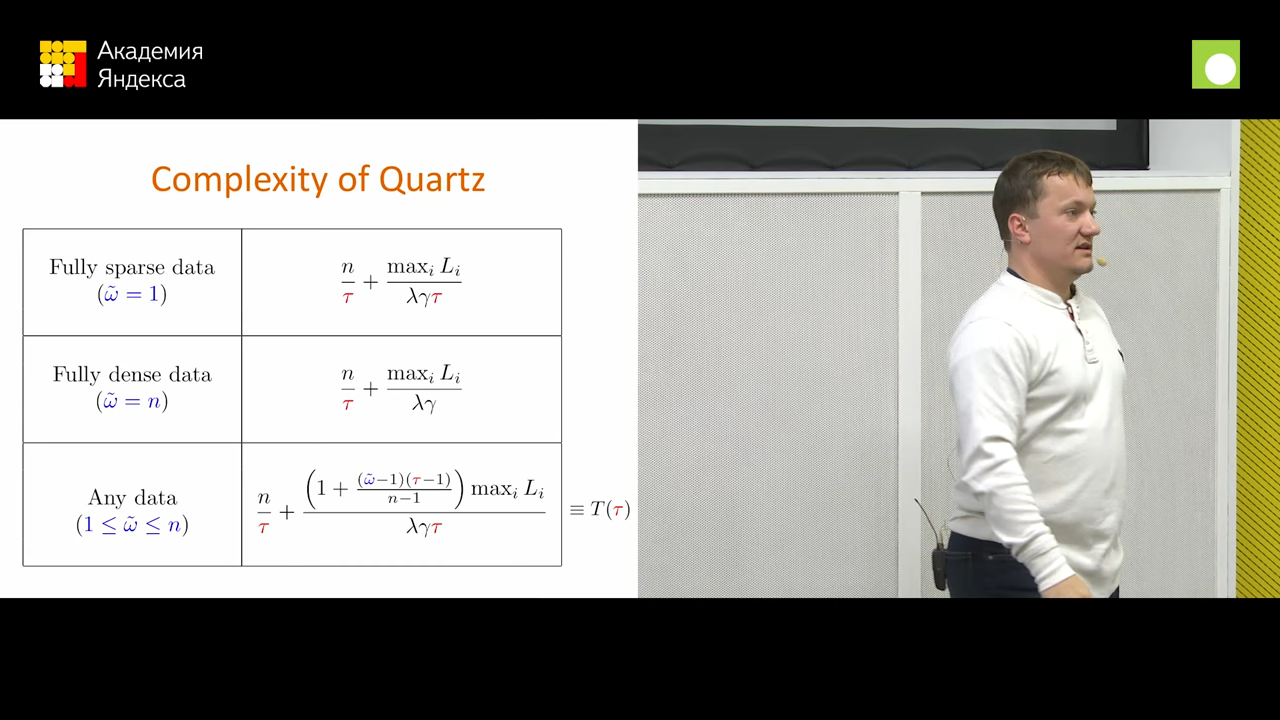 Академия
Яндекса
Complexity of Quartz
Fully sparse data
(ω̃ = 1)
n/τ + max_i L_i/(λγτ)
Fully dense data
(ω̃ = n)
n/τ + max_i L_i/(λγ)
Any data
(1 ≤ ω̃ ≤ n)
n/τ + (1 + (ω̃−1)(τ−1)/(n−1)) max_i L_i/(λγτ)
≡ T(τ)